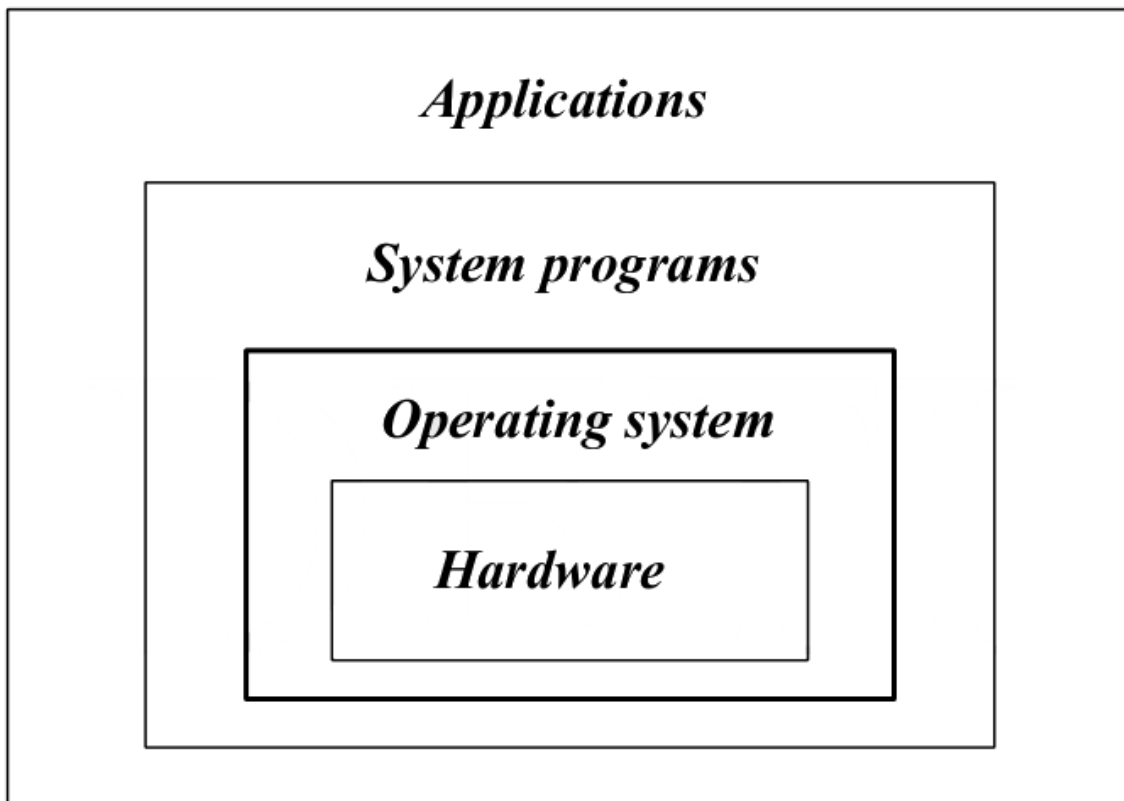 Applications
System programs
Operating system
Hardware